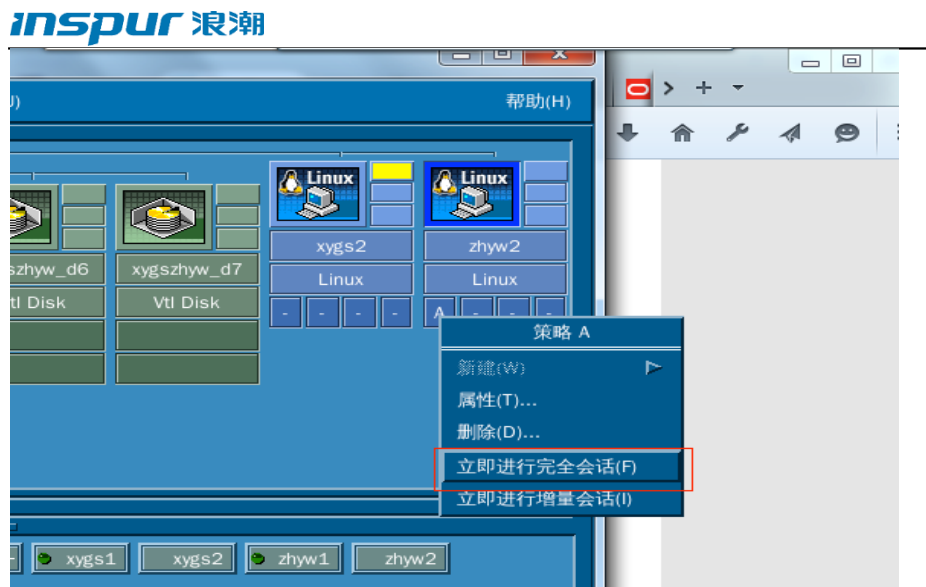 inspur 浪潮
J)
帮助(H)
Linux
Linux
xygs2
zhyw2
szhyw_d6
xygszhyw_d7
Linux
Linux
tl Disk
Vtl Disk
- - - -
A - - -
策略 A
新建(W)
属性(T)...
删除(D)...
立即进行完全会话(F)
立即进行增量会话(I)
xygs1
xygs2
zhyw1
zhyw2